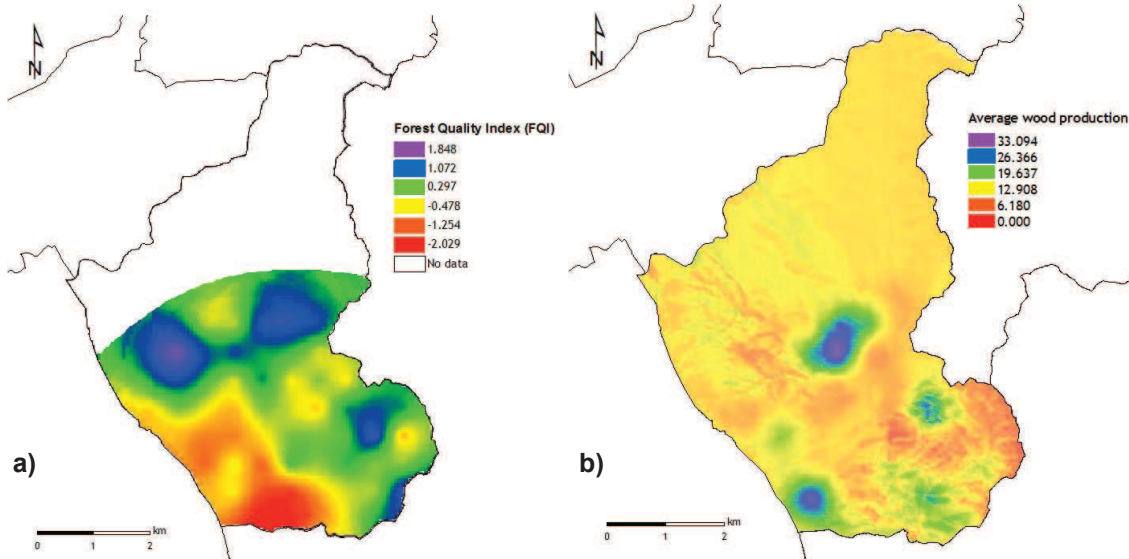 N
Forest Quality Index (FQI)
1.848
1.072
0.297
-0.478
-1.254
-2.029
No data
a)
km
0 1 2
N
Average wood production
33.094
26.366
19.637
12.908
6.180
0.000
b)
km
0 1 2